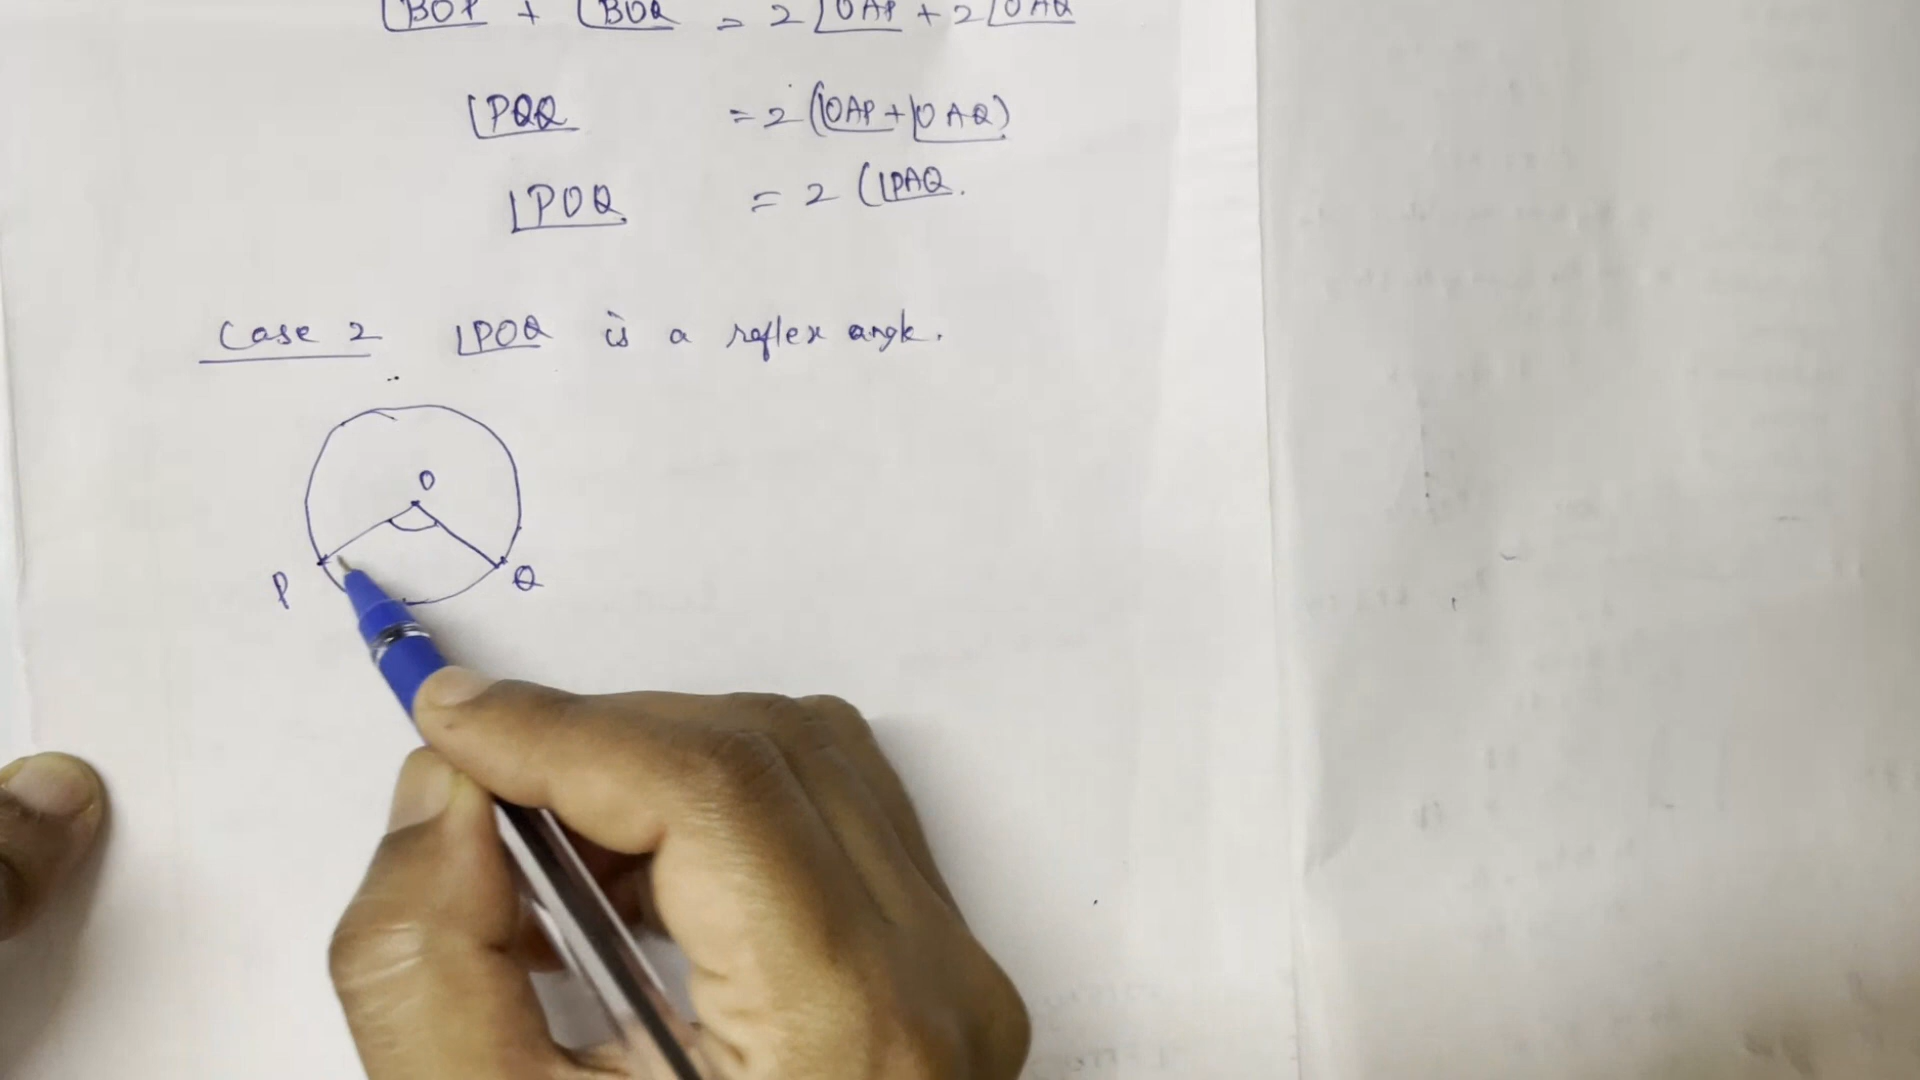 ∠BOP + ∠BOQ = 2 ∠OAP + 2 ∠OAQ
∠PQQ = 2 (∠OAP + ∠OAQ)
∠POQ = 2 (∠PAQ.
Case 2 ∠POQ is a reflex angle.
O
P
Q